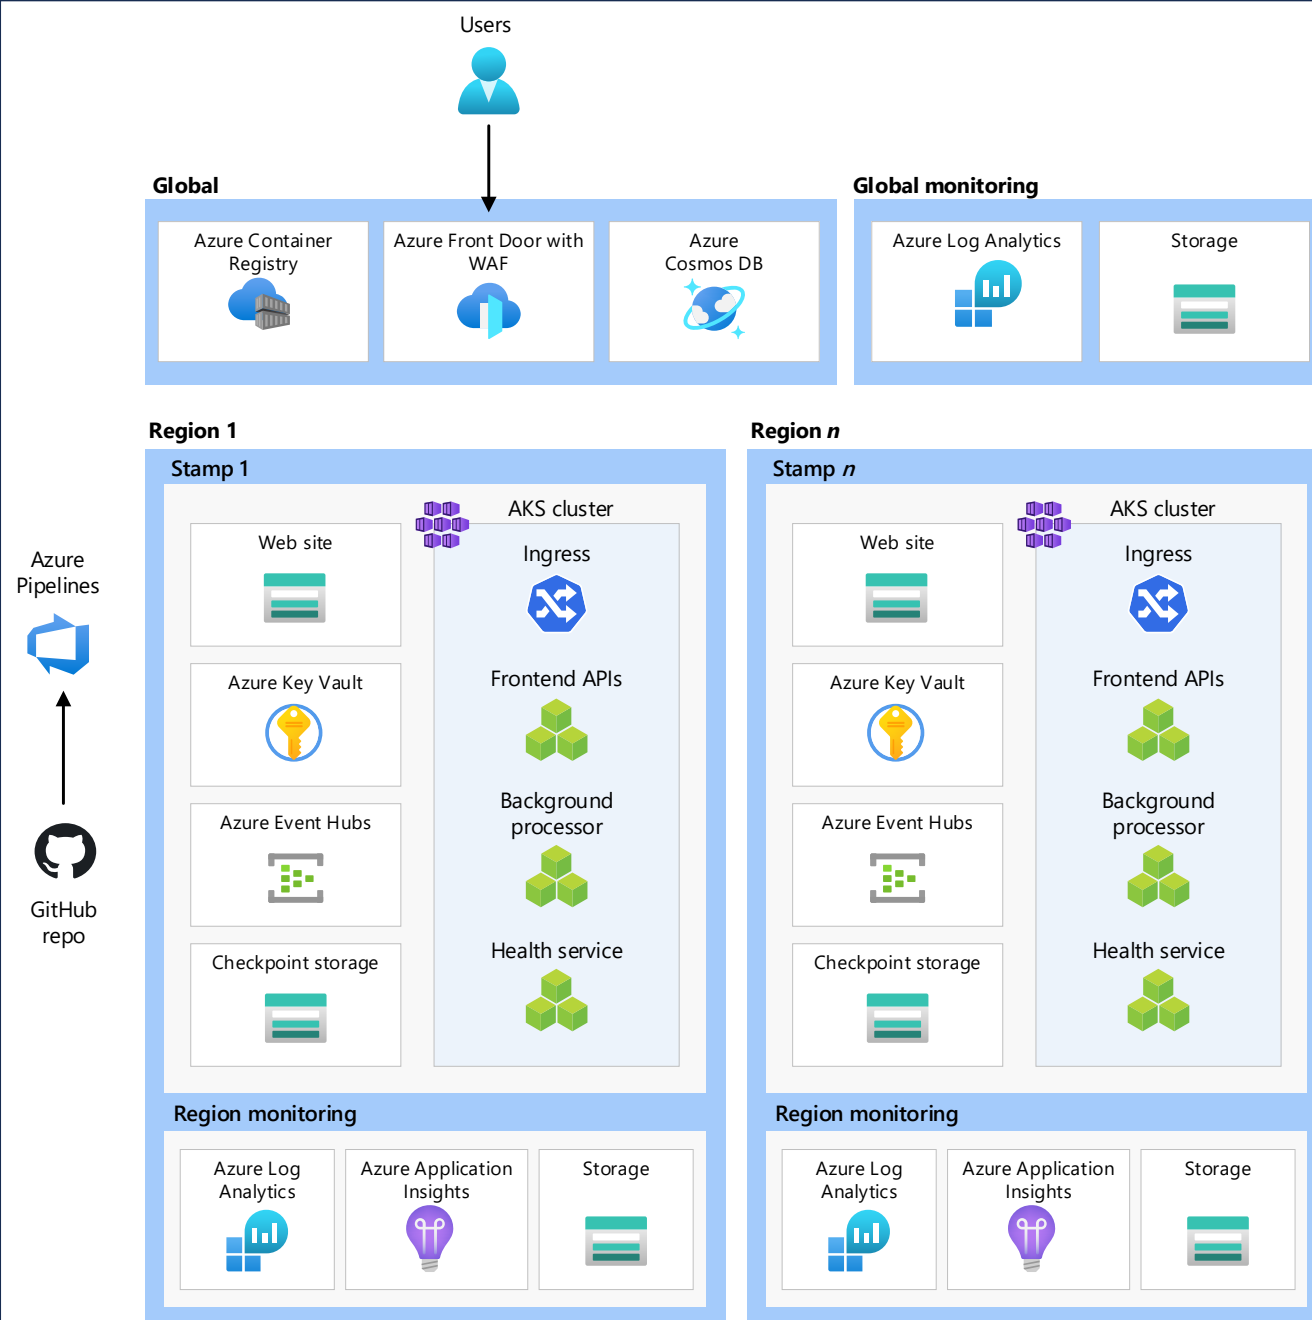 Users
Global
Azure Container
Registry
Azure Front Door with
WAF
Azure
Cosmos DB
Global monitoring
Azure Log Analytics
Storage
Azure
Pipelines
GitHub
repo
Region 1
Stamp 1
Web site
Azure Key Vault
Azure Event Hubs
Checkpoint storage
AKS cluster
Ingress
Frontend APIs
Background
processor
Health service
Region monitoring
Azure Log
Analytics
Azure Application
Insights
Storage
Region n
Stamp n
Web site
Azure Key Vault
Azure Event Hubs
Checkpoint storage
AKS cluster
Ingress
Frontend APIs
Background
processor
Health service
Region monitoring
Azure Log
Analytics
Azure Application
Insights
Storage